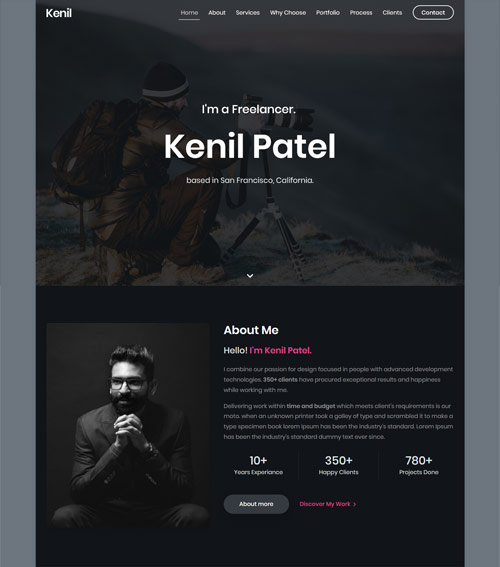 Kenil
Home About Services Why Choose Portfolio Process Clients Contact
I'm a Freelancer.
Kenil Patel
based in San Francisco, California.
About Me
Hello! I'm Kenil Patel.
I combine our passion for design focused in people with advanced development
technologies. 350+ clients have procured exceptional results and happiness
while working with me.
Delivering work within time and budget which meets client's requirements is our
moto. when an unknown printer took a galley of type and scrambled it to make a
type specimen book lorem Ipsum has been the industry's standard. Lorem Ipsum
has been the industry's standard dummy text ever since.
10+ 350+ 780+
Years Experiance Happy Clients Projects Done
About more Discover My Work